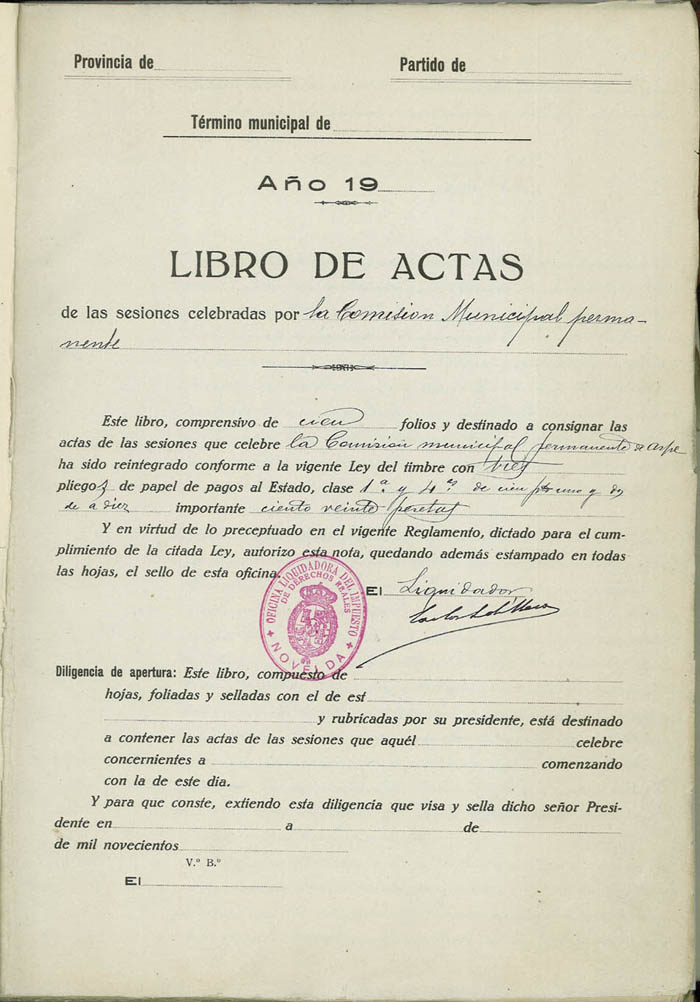 Provincia de
Partido de
Término municipal de
Año 19
LIBRO DE ACTAS
de las sesiones celebradas por la Comision Municipal perma-
nente
Este libro, comprensivo de cien folios y destinado a consignar las
actas de las sesiones que celebre la Comisión municipal permanente de Aspe
ha sido reintegrado conforme a la vigente Ley del timbre con tres
pliegos de papel de pagos al Estado, clase 1ª y 4ª de cien ptas uno y dos
de a diez importante ciento veinte pesetas
Y en virtud de lo preceptuado en el vigente Reglamento, dictado para el cum-
plimiento de la citada Ley, autorizo esta nota, quedando además estampado en todas
las hojas, el sello de esta oficina.
El Liquidador
OFICINA LIQUIDADORA DEL IMPUESTO
DE DERECHOS REALES
NOVELDA
Diligencia de apertura: Este libro, compuesto de
hojas, foliadas y selladas con el de est
y rubricadas por su presidente, está destinado
a contener las actas de las sesiones que aquél celebre
concernientes a comenzando
con la de este dia.
Y para que conste, extiendo esta diligencia que visa y sella dicho señor Presi-
dente en a de
de mil novecientos
V.º B.º
El